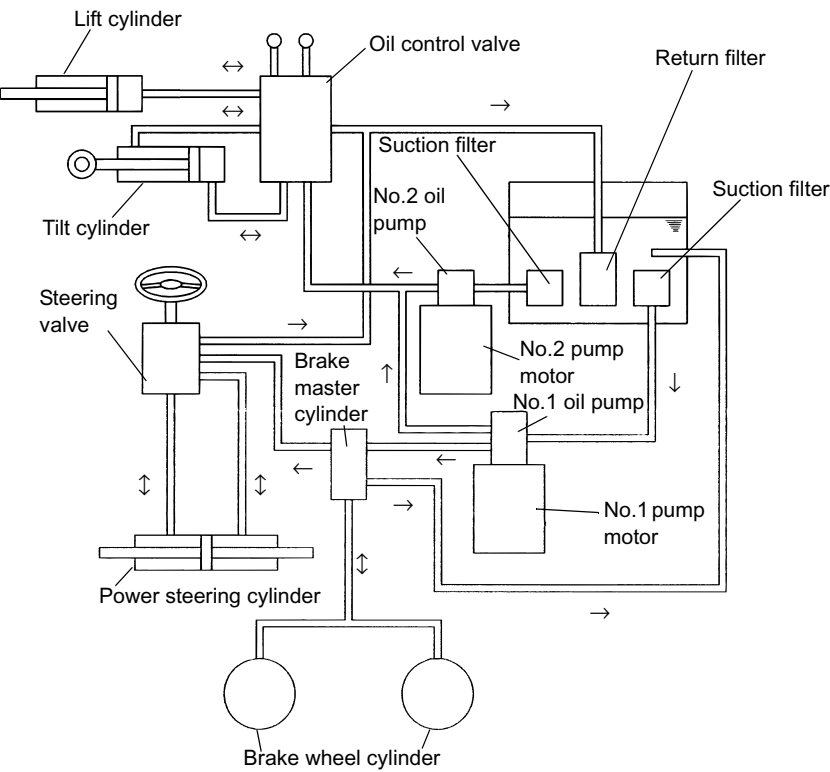 Lift cylinder
Oil control valve
Return filter
Suction filter
Suction filter
No.2 oil
pump
Tilt cylinder
Steering
valve
No.2 pump
motor
Brake
master
cylinder
No.1 oil pump
No.1 pump
motor
Power steering cylinder
Brake wheel cylinder